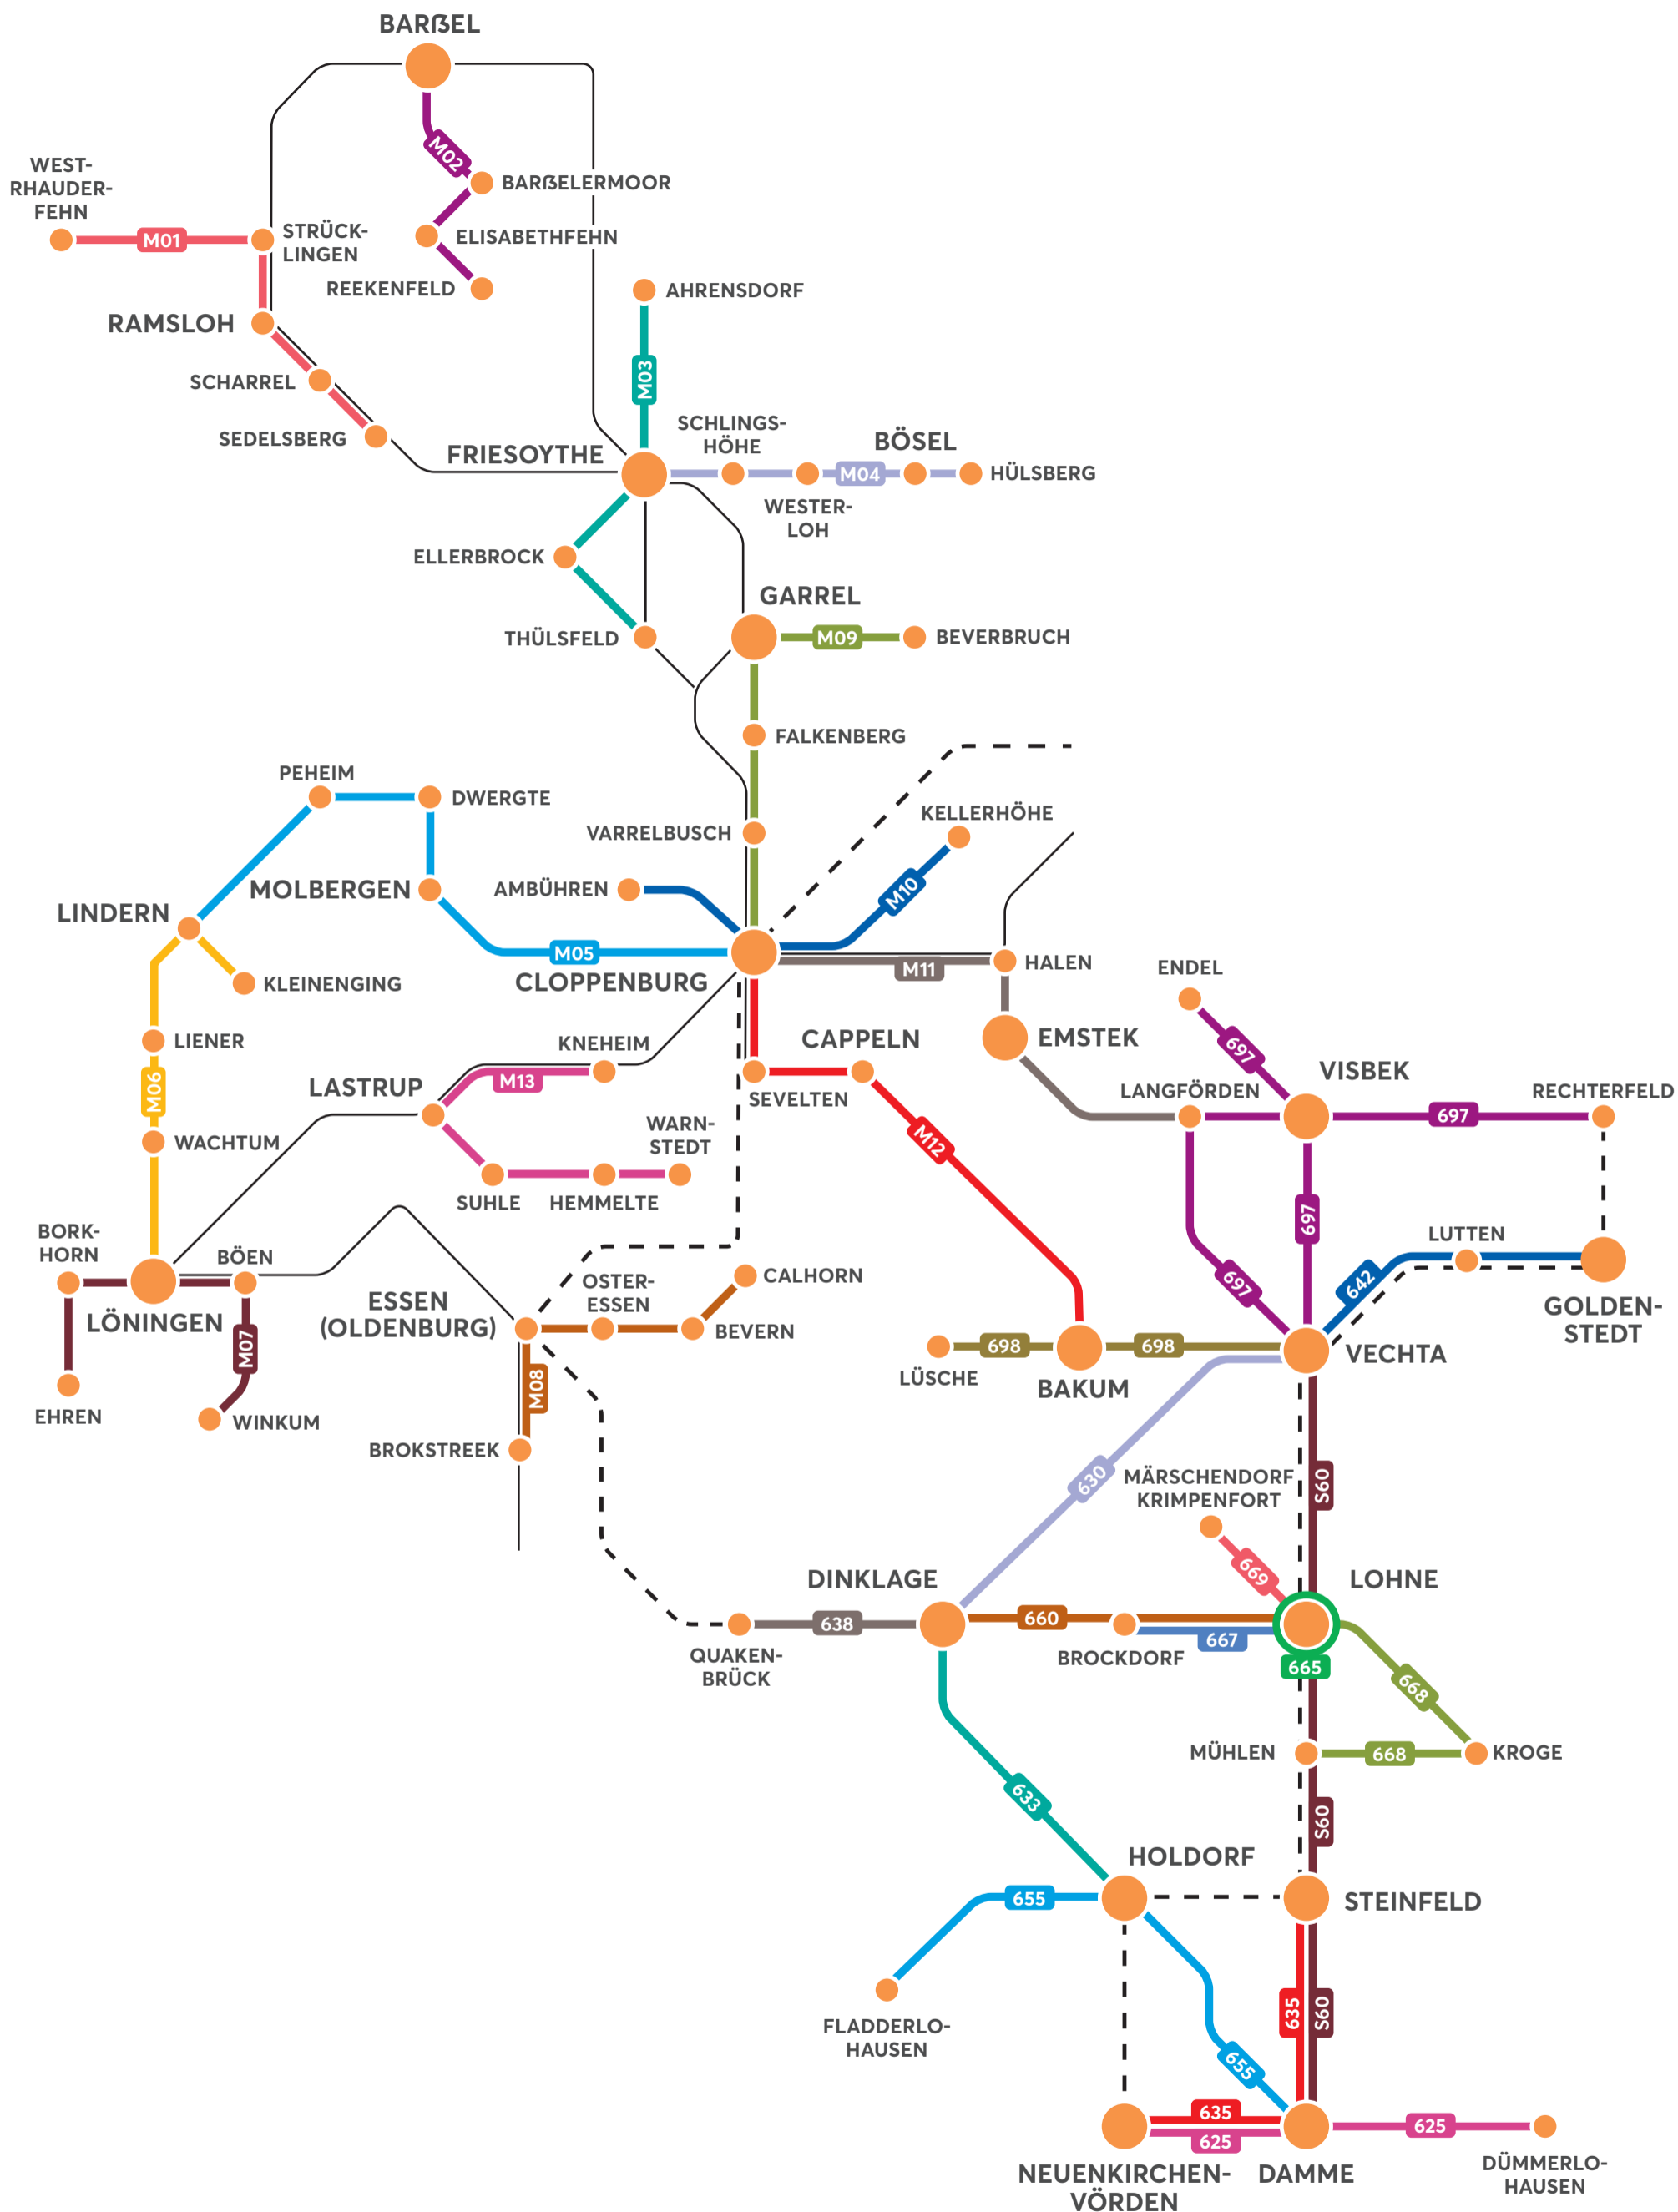 BARẞEL
M02
WEST-
RHAUDER-
FEHN
BARẞELERMOOR
M01
STRÜCK-
LINGEN
ELISABETHFEHN
REEKENFELD
AHRENSDORF
RAMSLOH
M03
SCHARREL
SEDELSBERG
FRIESOYTHE
SCHLINGS-
HÖHE
BÖSEL
M04
HÜLSBERG
WESTER-
LOH
ELLERBROCK
GARREL
THÜLSFELD
M09
BEVERBRUCH
FALKENBERG
PEHEIM
DWERGTE
VARRELBUSCH
KELLERHÖHE
MOLBERGEN
AMBÜHREN
M10
LINDERN
M05
CLOPPENBURG
M11
HALEN
ENDEL
KLEINENGING
LIENER
KNEHEIM
CAPPELN
EMSTEK
697
VISBEK
M06
LASTRUP
M13
SEVELTEN
LANGFÖRDEN
RECHTERFELD
697
WACHTUM
WARN-
STEDT
M12
SUHLE
HEMMELTE
697
BORK-
HORN
BÖEN
LUTTEN
OSTER-
ESSEN
CALHORN
697
642
ESSEN
(OLDENBURG)
LÖNINGEN
BEVERN
GOLDEN-
STEDT
M07
698
698
VECHTA
LÜSCHE
BAKUM
M08
EHREN
WINKUM
BROKSTREEK
630
MÄRSCHENDORF
KRIMPENFORT
S60
669
DINKLAGE
LOHNE
638
660
667
QUAKEN-
BRÜCK
BROCKDORF
665
668
MÜHLEN
668
KROGE
633
S60
HOLDORF
655
STEINFELD
635
S60
FLADDERLO-
HAUSEN
655
635
625
625
NEUENKIRCHEN-
VÖRDEN
DAMME
DÜMMERLO-
HAUSEN